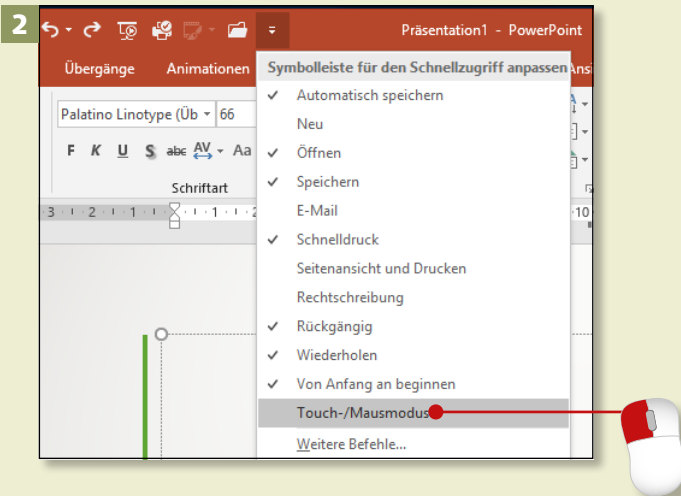 2
Präsentation1 - PowerPoint
Übergänge Animationen
Symbolleiste für den Schnellzugriff anpassen
Ansi
Palatino Linotype (Üb 66
F K U S abc AV Aa
Schriftart
3 2 1 1 2 10
Automatisch speichern
Neu
Öffnen
Speichern
E-Mail
Schnelldruck
Seitenansicht und Drucken
Rechtschreibung
Rückgängig
Wiederholen
Von Anfang an beginnen
Touch-/Mausmodus
Weitere Befehle...